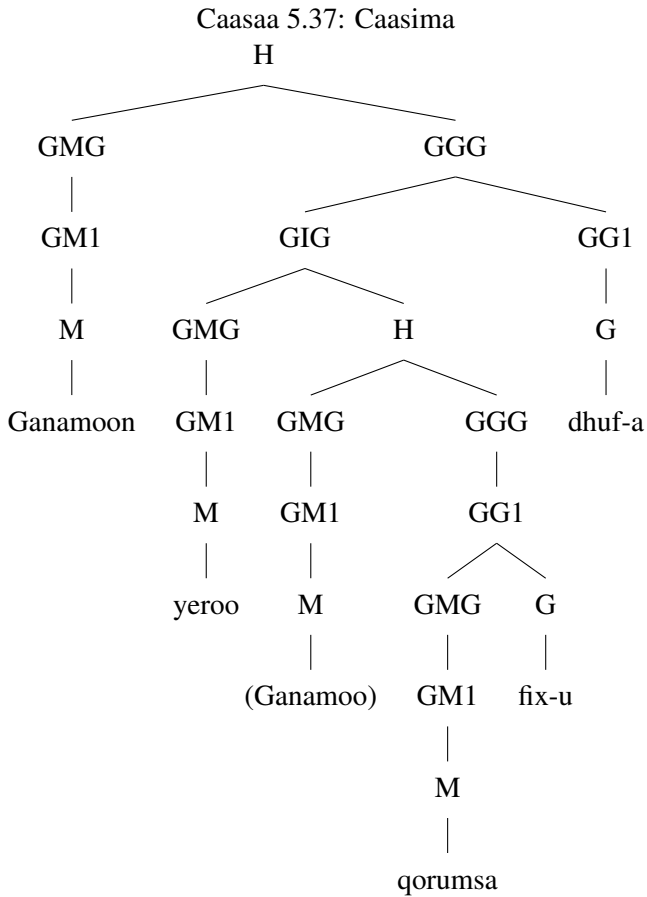 Caasaa 5.37: Caasima
H
GMG GGG
GM1 GIG GG1
M GMG H G
Ganamoon GM1 GMG GGG dhuf-a
M GM1 GG1
yeroo M GMG G
(Ganamoo) GM1 fix-u
M
qorumsa